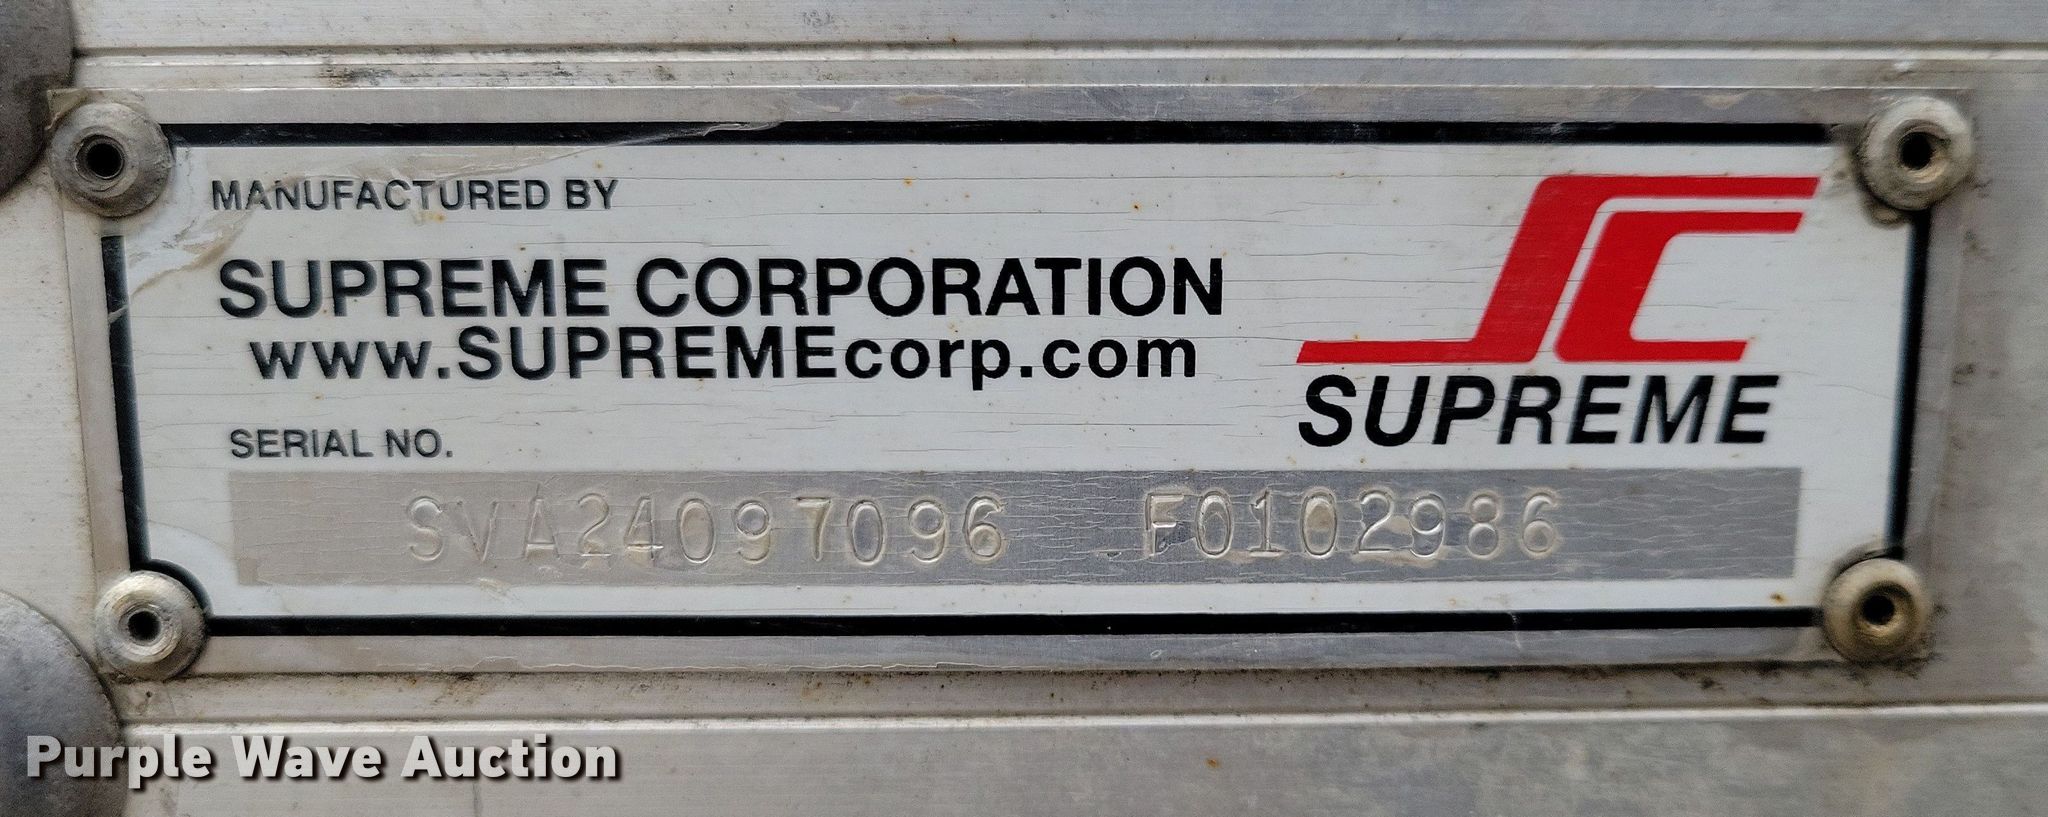 MANUFACTURED BY
SUPREME CORPORATION
www.SUPREMEcorp.com
SUPREME
SERIAL NO.
SVA24097096 F0102986
Purple Wave Auction